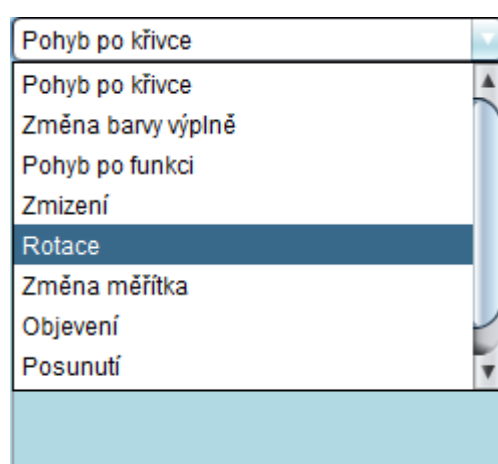 Pohyb po křivce
Pohyb po křivce
Změna barvy výplně
Pohyb po funkci
Zmizení
Rotace
Změna měřítka
Objevení
Posunutí